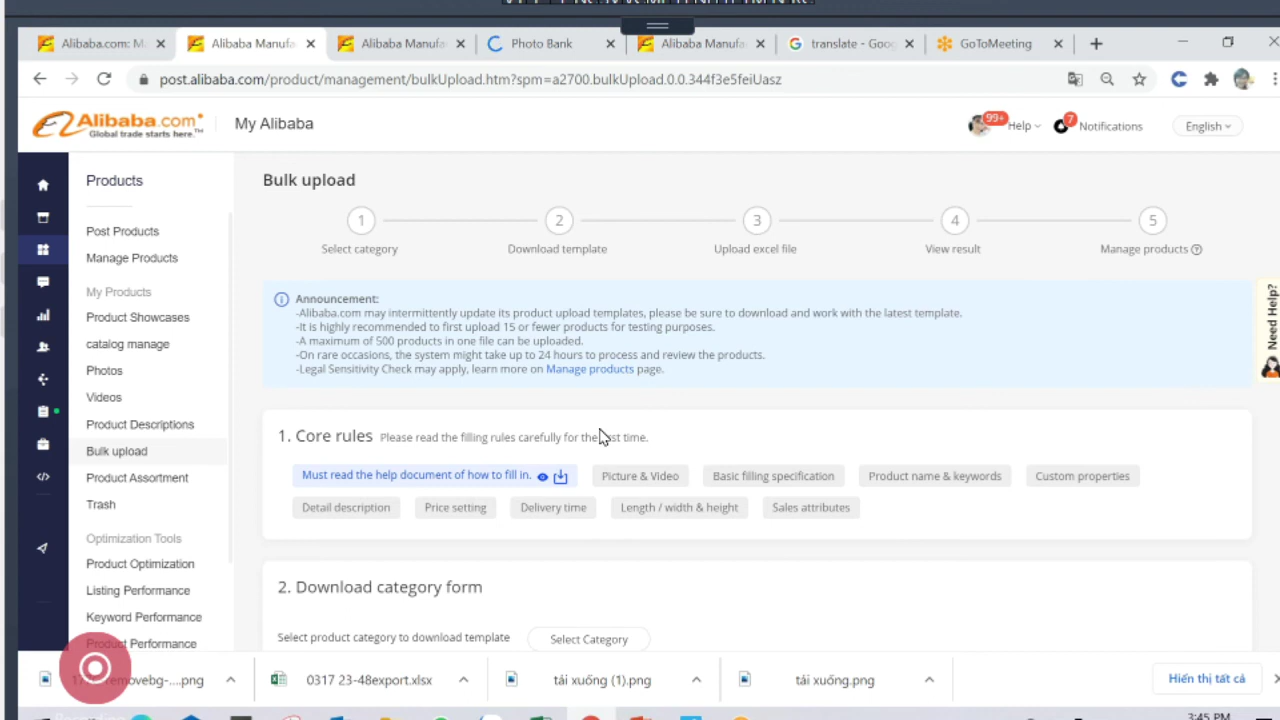 Alibaba.com: M
Alibaba Manufa
Alibaba Manufa
Photo Bank
Alibaba Manufa
translate - Goo
GoToMeeting
post.alibaba.com/product/management/bulkUpload.htm?spm=a2700.bulkUpload.0.0.344f3e5feiUasz
Alibaba.com
Global trade starts here.™
My Alibaba
99+
Help
7
Notifications
English
Products
Post Products
Manage Products
My Products
Product Showcases
catalog manage
Photos
Videos
Product Descriptions
Bulk upload
Product Assortment
Trash
Optimization Tools
Product Optimization
Listing Performance
Keyword Performance
Product Performance
Bulk upload
1
2
3
4
5
Select category
Download template
Upload excel file
View result
Manage products
Announcement:
-Alibaba.com may intermittently update its product upload templates, please be sure to download and work with the latest template.
-It is highly recommended to first upload 15 or fewer products for testing purposes.
-A maximum of 500 products in one file can be uploaded.
-On rare occasions, the system might take up to 24 hours to process and review the products.
-Legal Sensitivity Check may apply, learn more on Manage products page.
Need Help?
1. Core rules Please read the filling rules carefully for the first time.
Must read the help document of how to fill in.
Picture & Video
Basic filling specification
Product name & keywords
Custom properties
Detail description
Price setting
Delivery time
Length / width & height
Sales attributes
2. Download category form
Select product category to download template
Select Category
removebg-....png
0317 23-48export.xlsx
tải xuống (1).png
tải xuống.png
Hiển thị tất cả
3:45 PM